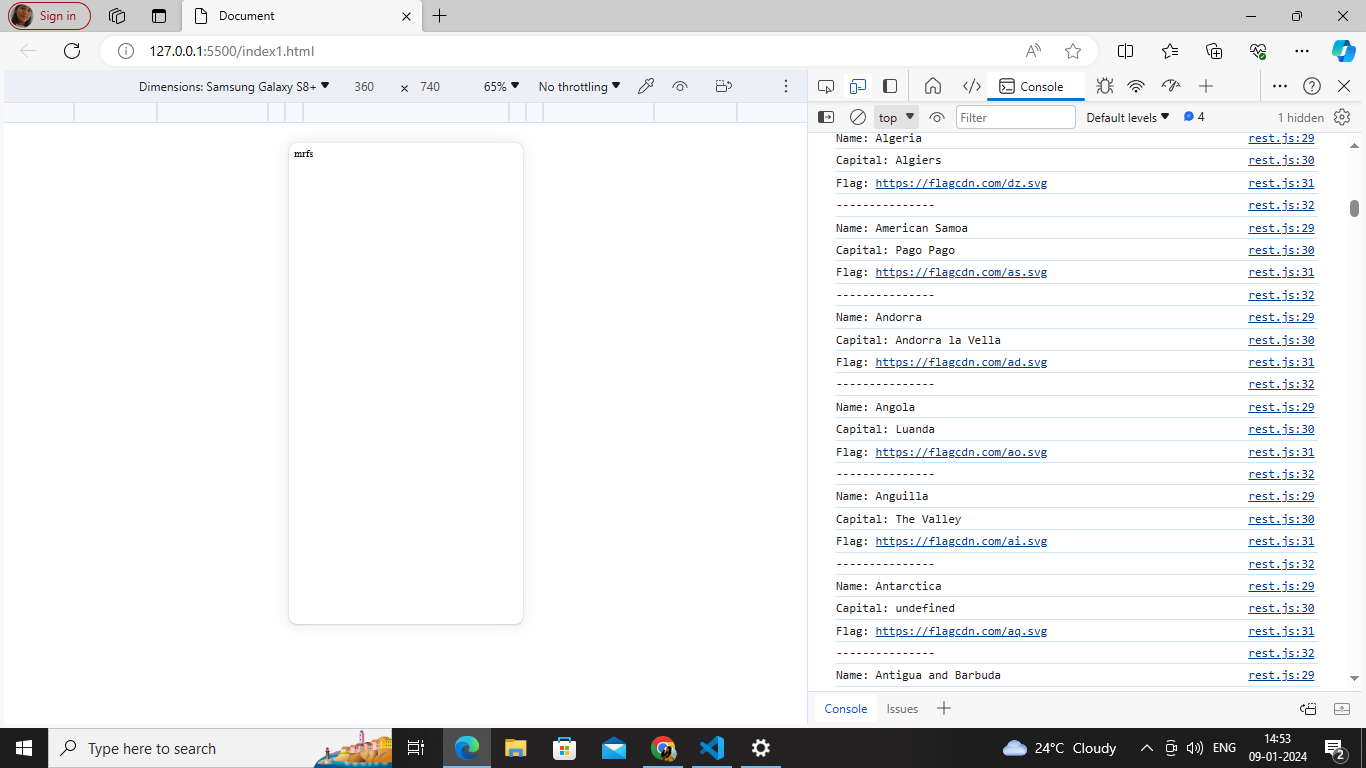 Sign in
Document
127.0.0.1:5500/index1.html
Dimensions: Samsung Galaxy S8+ 360 x 740 65% No throttling
Console
top Filter Default levels 4 1 hidden
mrfs
Name: Algeria rest.js:29
Capital: Algiers rest.js:30
Flag: https://flagcdn.com/dz.svg rest.js:31
--------------- rest.js:32
Name: American Samoa rest.js:29
Capital: Pago Pago rest.js:30
Flag: https://flagcdn.com/as.svg rest.js:31
--------------- rest.js:32
Name: Andorra rest.js:29
Capital: Andorra la Vella rest.js:30
Flag: https://flagcdn.com/ad.svg rest.js:31
--------------- rest.js:32
Name: Angola rest.js:29
Capital: Luanda rest.js:30
Flag: https://flagcdn.com/ao.svg rest.js:31
--------------- rest.js:32
Name: Anguilla rest.js:29
Capital: The Valley rest.js:30
Flag: https://flagcdn.com/ai.svg rest.js:31
--------------- rest.js:32
Name: Antarctica rest.js:29
Capital: undefined rest.js:30
Flag: https://flagcdn.com/aq.svg rest.js:31
--------------- rest.js:32
Name: Antigua and Barbuda rest.js:29
Console Issues
Type here to search
24°C Cloudy
ENG
14:53
09-01-2024
2